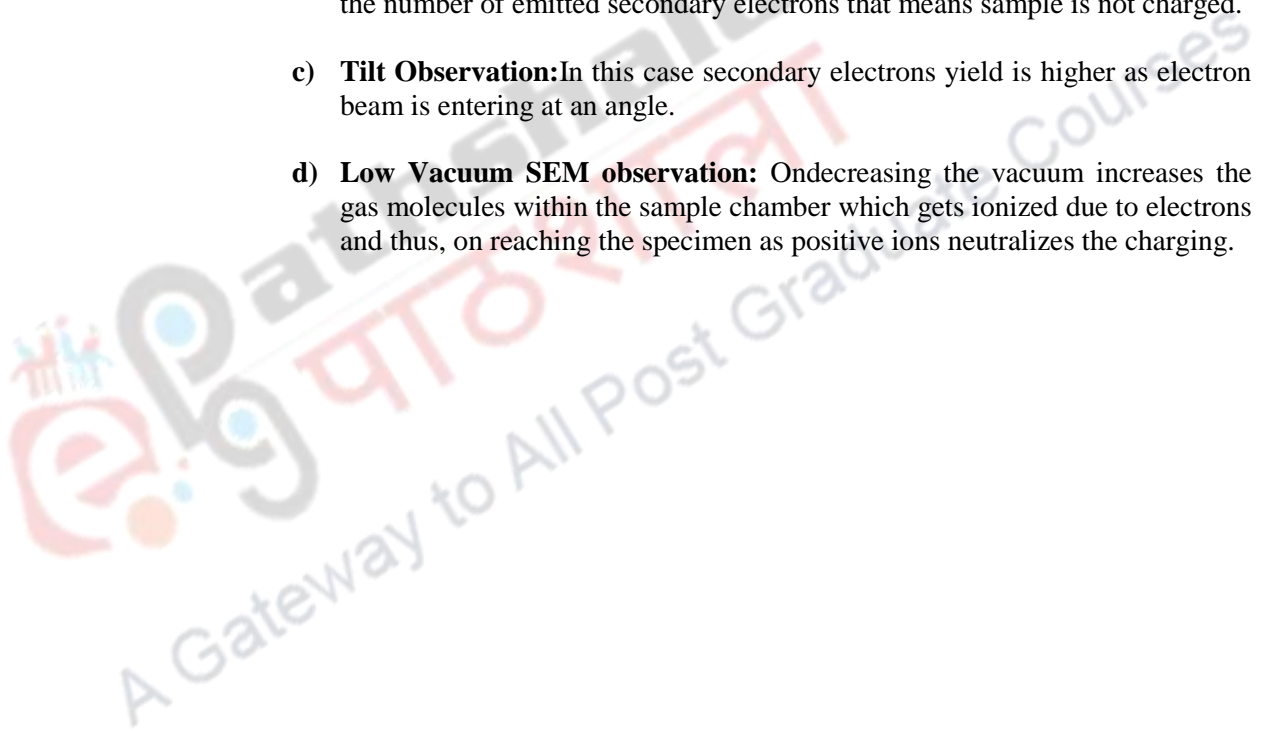 the number of emitted secondary electrons that means sample is not charged.
c) Tilt Observation:In this case secondary electrons yield is higher as electron
beam is entering at an angle.
d) Low Vacuum SEM observation: Ondecreasing the vacuum increases the
gas molecules within the sample chamber which gets ionized due to electrons
and thus, on reaching the specimen as positive ions neutralizes the charging.
athshala
पाठशाला
A Gateway to All Post Graduate Courses